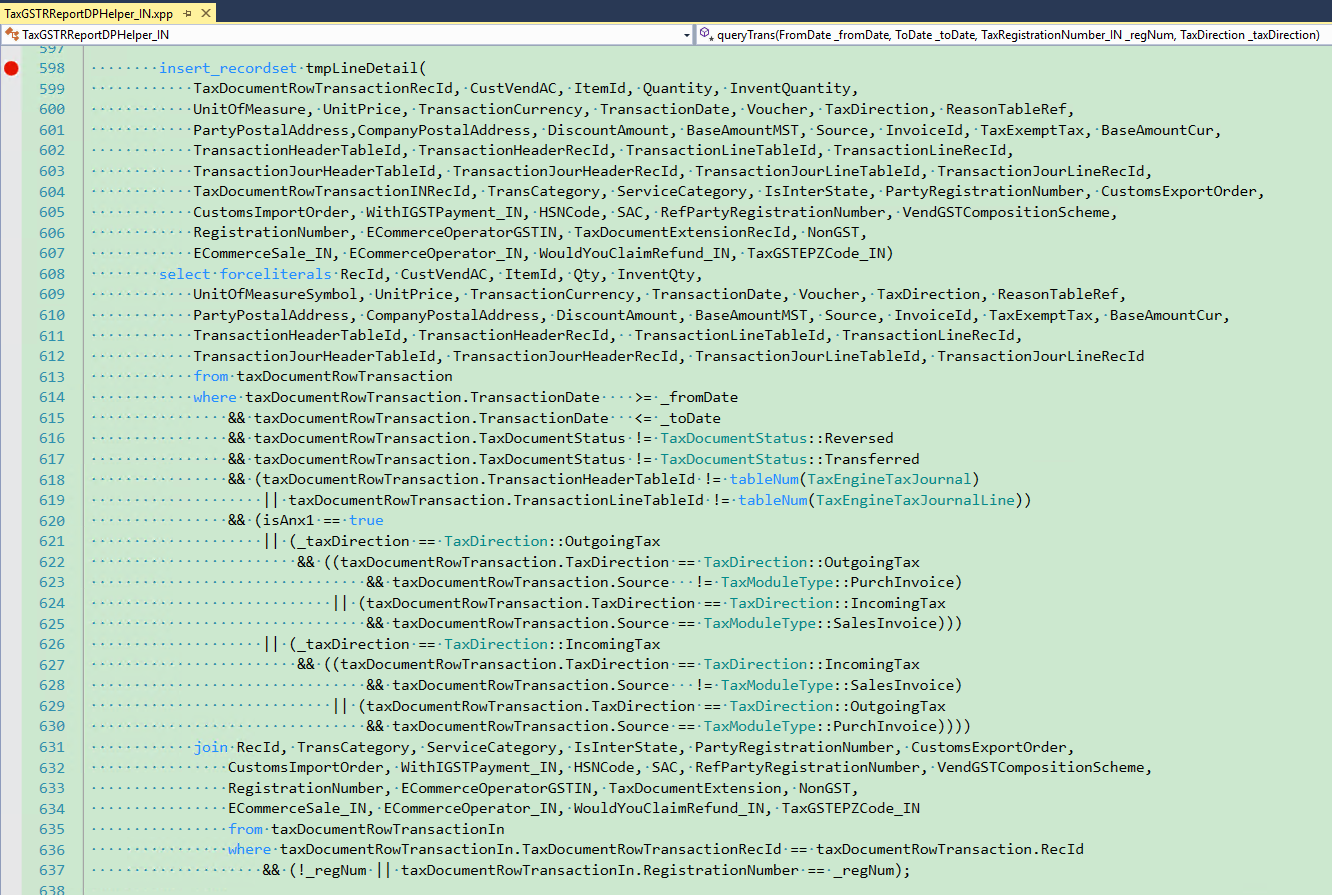 TaxGSTRReportDPHelper_IN.xpp
TaxGSTRReportDPHelper_IN
queryTrans(FromDate _fromDate, ToDate _toDate, TaxRegistrationNumber_IN _regNum, TaxDirection _taxDirection)
597
598 insert_recordset tmpLineDetail(
599 TaxDocumentRowTransactionRecId, CustVendAC, ItemId, Quantity, InventQuantity,
600 UnitOfMeasure, UnitPrice, TransactionCurrency, TransactionDate, Voucher, TaxDirection, ReasonTableRef,
601 PartyPostalAddress,CompanyPostalAddress, DiscountAmount, BaseAmountMST, Source, InvoiceId, TaxExemptTax, BaseAmountCur,
602 TransactionHeaderTableId, TransactionHeaderRecId, TransactionLineTableId, TransactionLineRecId,
603 TransactionJourHeaderTableId, TransactionJourHeaderRecId, TransactionJourLineTableId, TransactionJourLineRecId,
604 TaxDocumentRowTransactionINRecId, TransCategory, ServiceCategory, IsInterState, PartyRegistrationNumber, CustomsExportOrder,
605 CustomsImportOrder, WithIGSTPayment_IN, HSNCode, SAC, RefPartyRegistrationNumber, VendGSTCompositionScheme,
606 RegistrationNumber, ECommerceOperatorGSTIN, TaxDocumentExtensionRecId, NonGST,
607 ECommerceSale_IN, ECommerceOperator_IN, WouldYouClaimRefund_IN, TaxGSTEPZCode_IN)
608 select forceliterals RecId, CustVendAC, ItemId, Qty, InventQty,
609 UnitOfMeasureSymbol, UnitPrice, TransactionCurrency, TransactionDate, Voucher, TaxDirection, ReasonTableRef,
610 PartyPostalAddress, CompanyPostalAddress, DiscountAmount, BaseAmountMST, Source, InvoiceId, TaxExemptTax, BaseAmountCur,
611 TransactionHeaderTableId, TransactionHeaderRecId, TransactionLineTableId, TransactionLineRecId,
612 TransactionJourHeaderTableId, TransactionJourHeaderRecId, TransactionJourLineTableId, TransactionJourLineRecId
613 from taxDocumentRowTransaction
614 where taxDocumentRowTransaction.TransactionDate >= _fromDate
615 && taxDocumentRowTransaction.TransactionDate <= _toDate
616 && taxDocumentRowTransaction.TaxDocumentStatus != TaxDocumentStatus::Reversed
617 && taxDocumentRowTransaction.TaxDocumentStatus != TaxDocumentStatus::Transferred
618 && (taxDocumentRowTransaction.TransactionHeaderTableId != tableNum(TaxEngineTaxJournal)
619 || taxDocumentRowTransaction.TransactionLineTableId != tableNum(TaxEngineTaxJournalLine))
620 && (isAnx1 == true
621 || (_taxDirection == TaxDirection::OutgoingTax
622 && ((taxDocumentRowTransaction.TaxDirection == TaxDirection::OutgoingTax
623 && taxDocumentRowTransaction.Source != TaxModuleType::PurchInvoice)
624 || (taxDocumentRowTransaction.TaxDirection == TaxDirection::IncomingTax
625 && taxDocumentRowTransaction.Source == TaxModuleType::SalesInvoice)))
626 || (_taxDirection == TaxDirection::IncomingTax
627 && ((taxDocumentRowTransaction.TaxDirection == TaxDirection::IncomingTax
628 && taxDocumentRowTransaction.Source != TaxModuleType::SalesInvoice)
629 || (taxDocumentRowTransaction.TaxDirection == TaxDirection::OutgoingTax
630 && taxDocumentRowTransaction.Source == TaxModuleType::PurchInvoice))))
631 join RecId, TransCategory, ServiceCategory, IsInterState, PartyRegistrationNumber, CustomsExportOrder,
632 CustomsImportOrder, WithIGSTPayment_IN, HSNCode, SAC, RefPartyRegistrationNumber, VendGSTCompositionScheme,
633 RegistrationNumber, ECommerceOperatorGSTIN, TaxDocumentExtension, NonGST,
634 ECommerceSale_IN, ECommerceOperator_IN, WouldYouClaimRefund_IN, TaxGSTEPZCode_IN
635 from taxDocumentRowTransactionIn
636 where taxDocumentRowTransactionIn.TaxDocumentRowTransactionRecId == taxDocumentRowTransaction.RecId
637 && (!_regNum || taxDocumentRowTransactionIn.RegistrationNumber == _regNum);
638